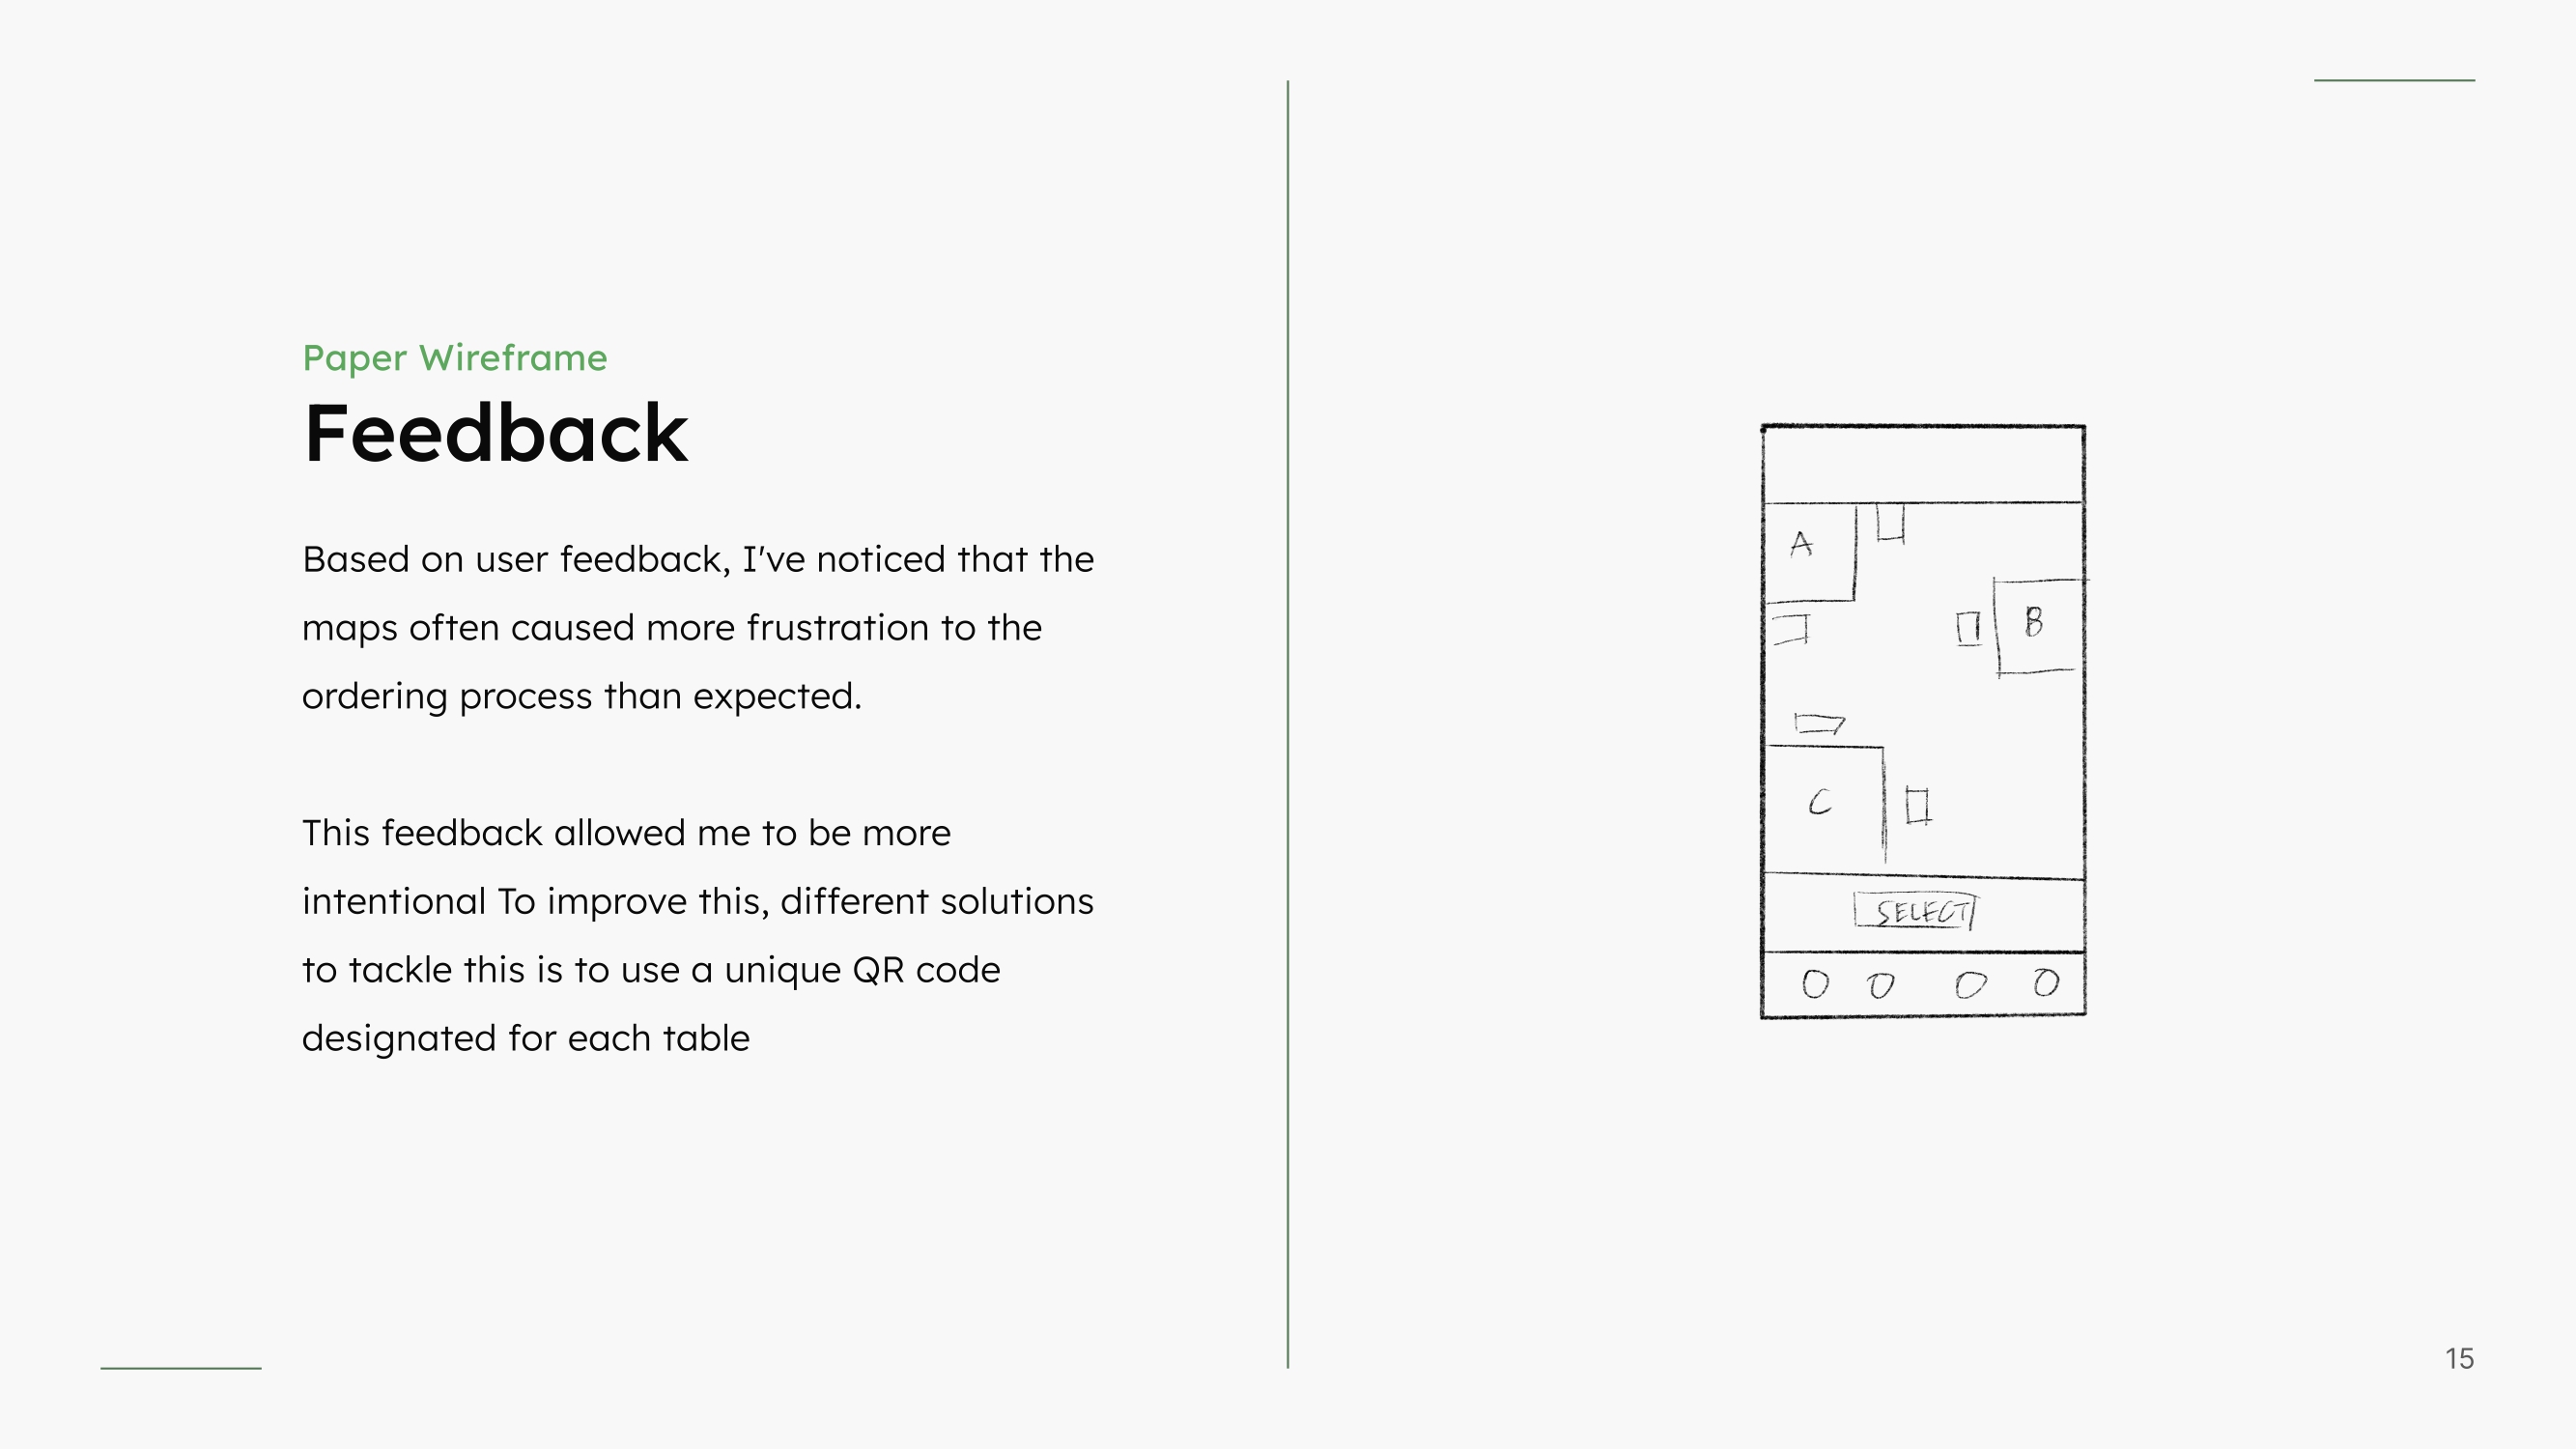 Paper Wireframe
Feedback
Based on user feedback, I've noticed that the
maps often caused more frustration to the
ordering process than expected.
This feedback allowed me to be more
intentional To improve this, different solutions
to tackle this is to use a unique QR code
designated for each table
A
B
C
SELECT
15